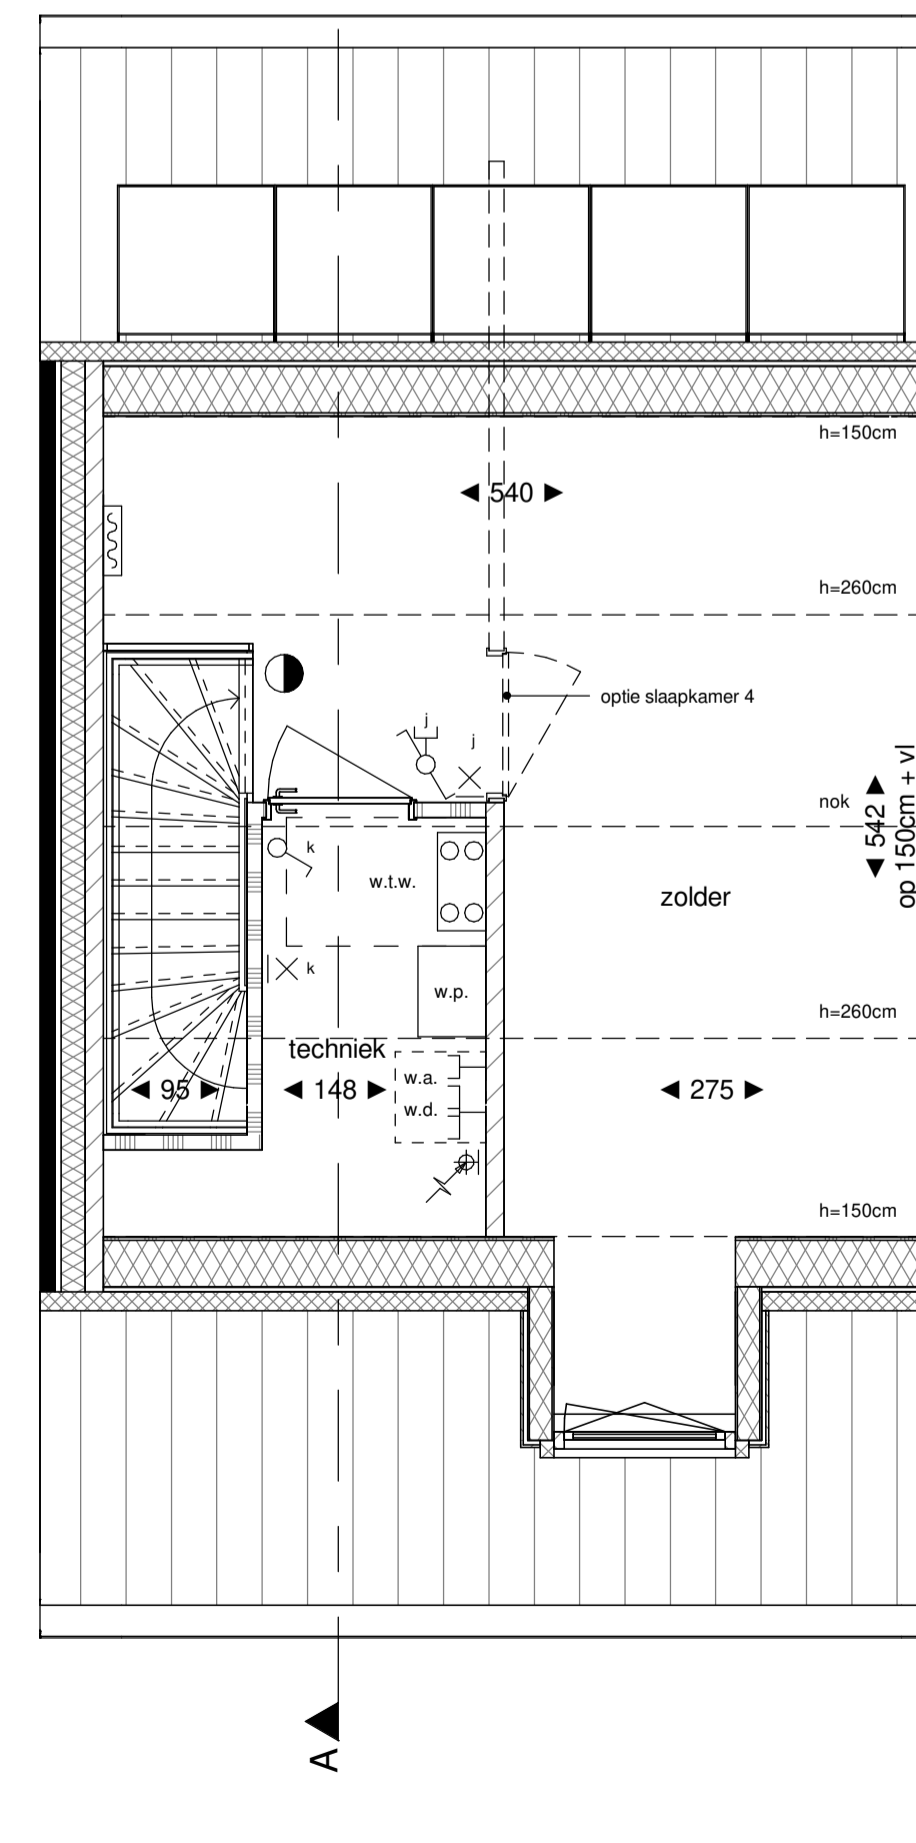 h=150cm
540
h=260cm
optie slaapkamer 4
j
j
nok
542
op 150cm + vl
k
w.t.w.
zolder
k
w.p.
h=260cm
techniek
w.a.
95
148
275
w.d.
h=150cm
A